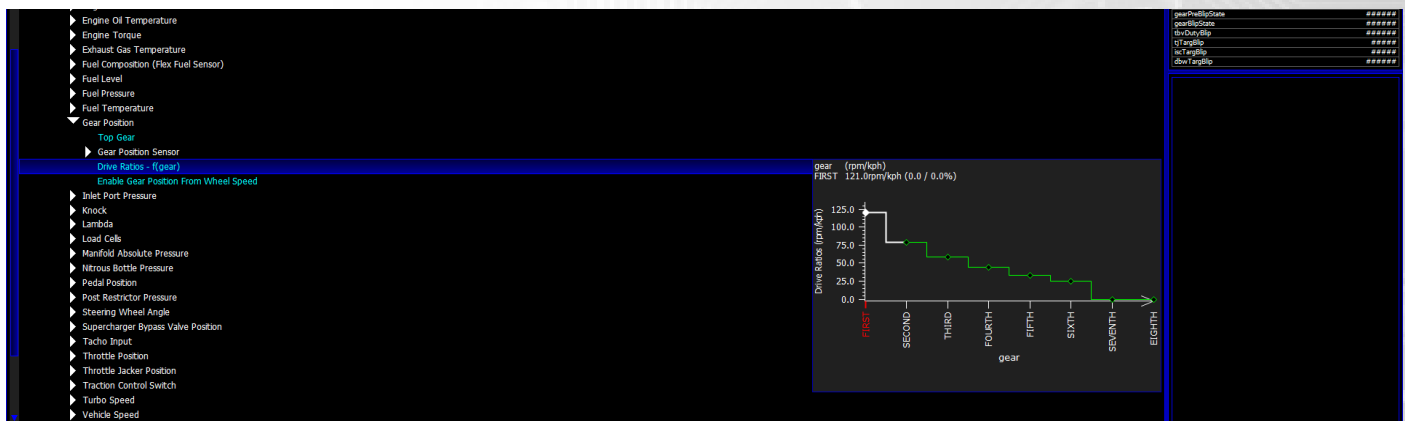 Engine Oil Temperature
Engine Torque
Exhaust Gas Temperature
Fuel Composition (Flex Fuel Sensor)
Fuel Level
Fuel Pressure
Fuel Temperature
Gear Position
Top Gear
Gear Position Sensor
Drive Ratios - f(gear)
Enable Gear Position From Wheel Speed
Inlet Port Pressure
Knock
Lambda
Load Cells
Manifold Absolute Pressure
Nitrous Bottle Pressure
Pedal Position
Post Restrictor Pressure
Steering Wheel Angle
Supercharger Bypass Valve Position
Tacho Input
Throttle Position
Throttle Jacker Position
Traction Control Switch
Turbo Speed
Vehicle Speed
gear (rpm/kph)
FIRST 121.0rpm/kph (0.0 / 0.0%)
Drive Ratios (rpm/kph)
125.0
100.0
75.0
50.0
25.0
0.0
FIRST
SECOND
THIRD
FOURTH
FIFTH
SIXTH
SEVENTH
EIGHTH
gear
gearPreBlipState ######
gearBlipState ######
tbvDutyBlip ######
tjTargBlip #####
iscTargBlip #####
dbwTargBlip ######